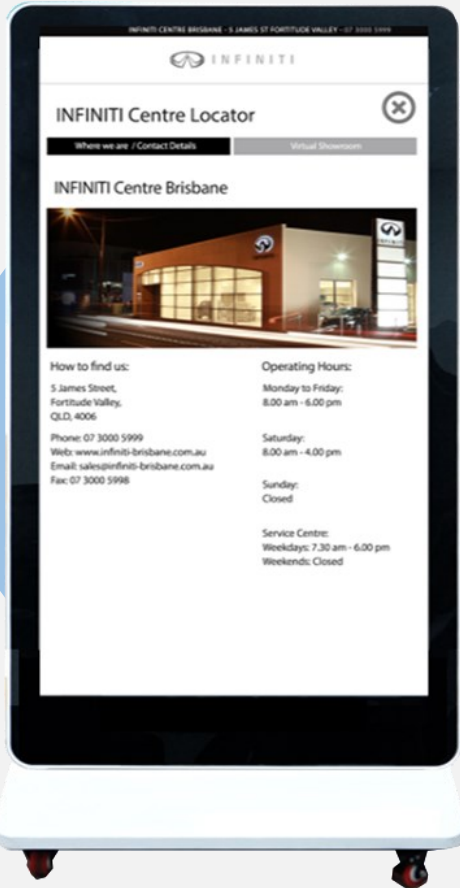 INFINITI CENTRE BRISBANE - 5 JAMES ST FORTITUDE VALLEY - 07 3000 5999
INFINITI
INFINITI Centre Locator
Where we are / Contact Details
Virtual Showroom
INFINITI Centre Brisbane
INFINITI
How to find us:
5 James Street,
Fortitude Valley,
QLD, 4006
Phone: 07 3000 5999
Web: www.infiniti-brisbane.com.au
Email: sales@infiniti-brisbane.com.au
Fax: 07 3000 5998
Operating Hours:
Monday to Friday:
8.00 am - 6.00 pm
Saturday:
8.00 am - 4.00 pm
Sunday:
Closed
Service Centre:
Weekdays: 7.30 am - 6.00 pm
Weekends: Closed